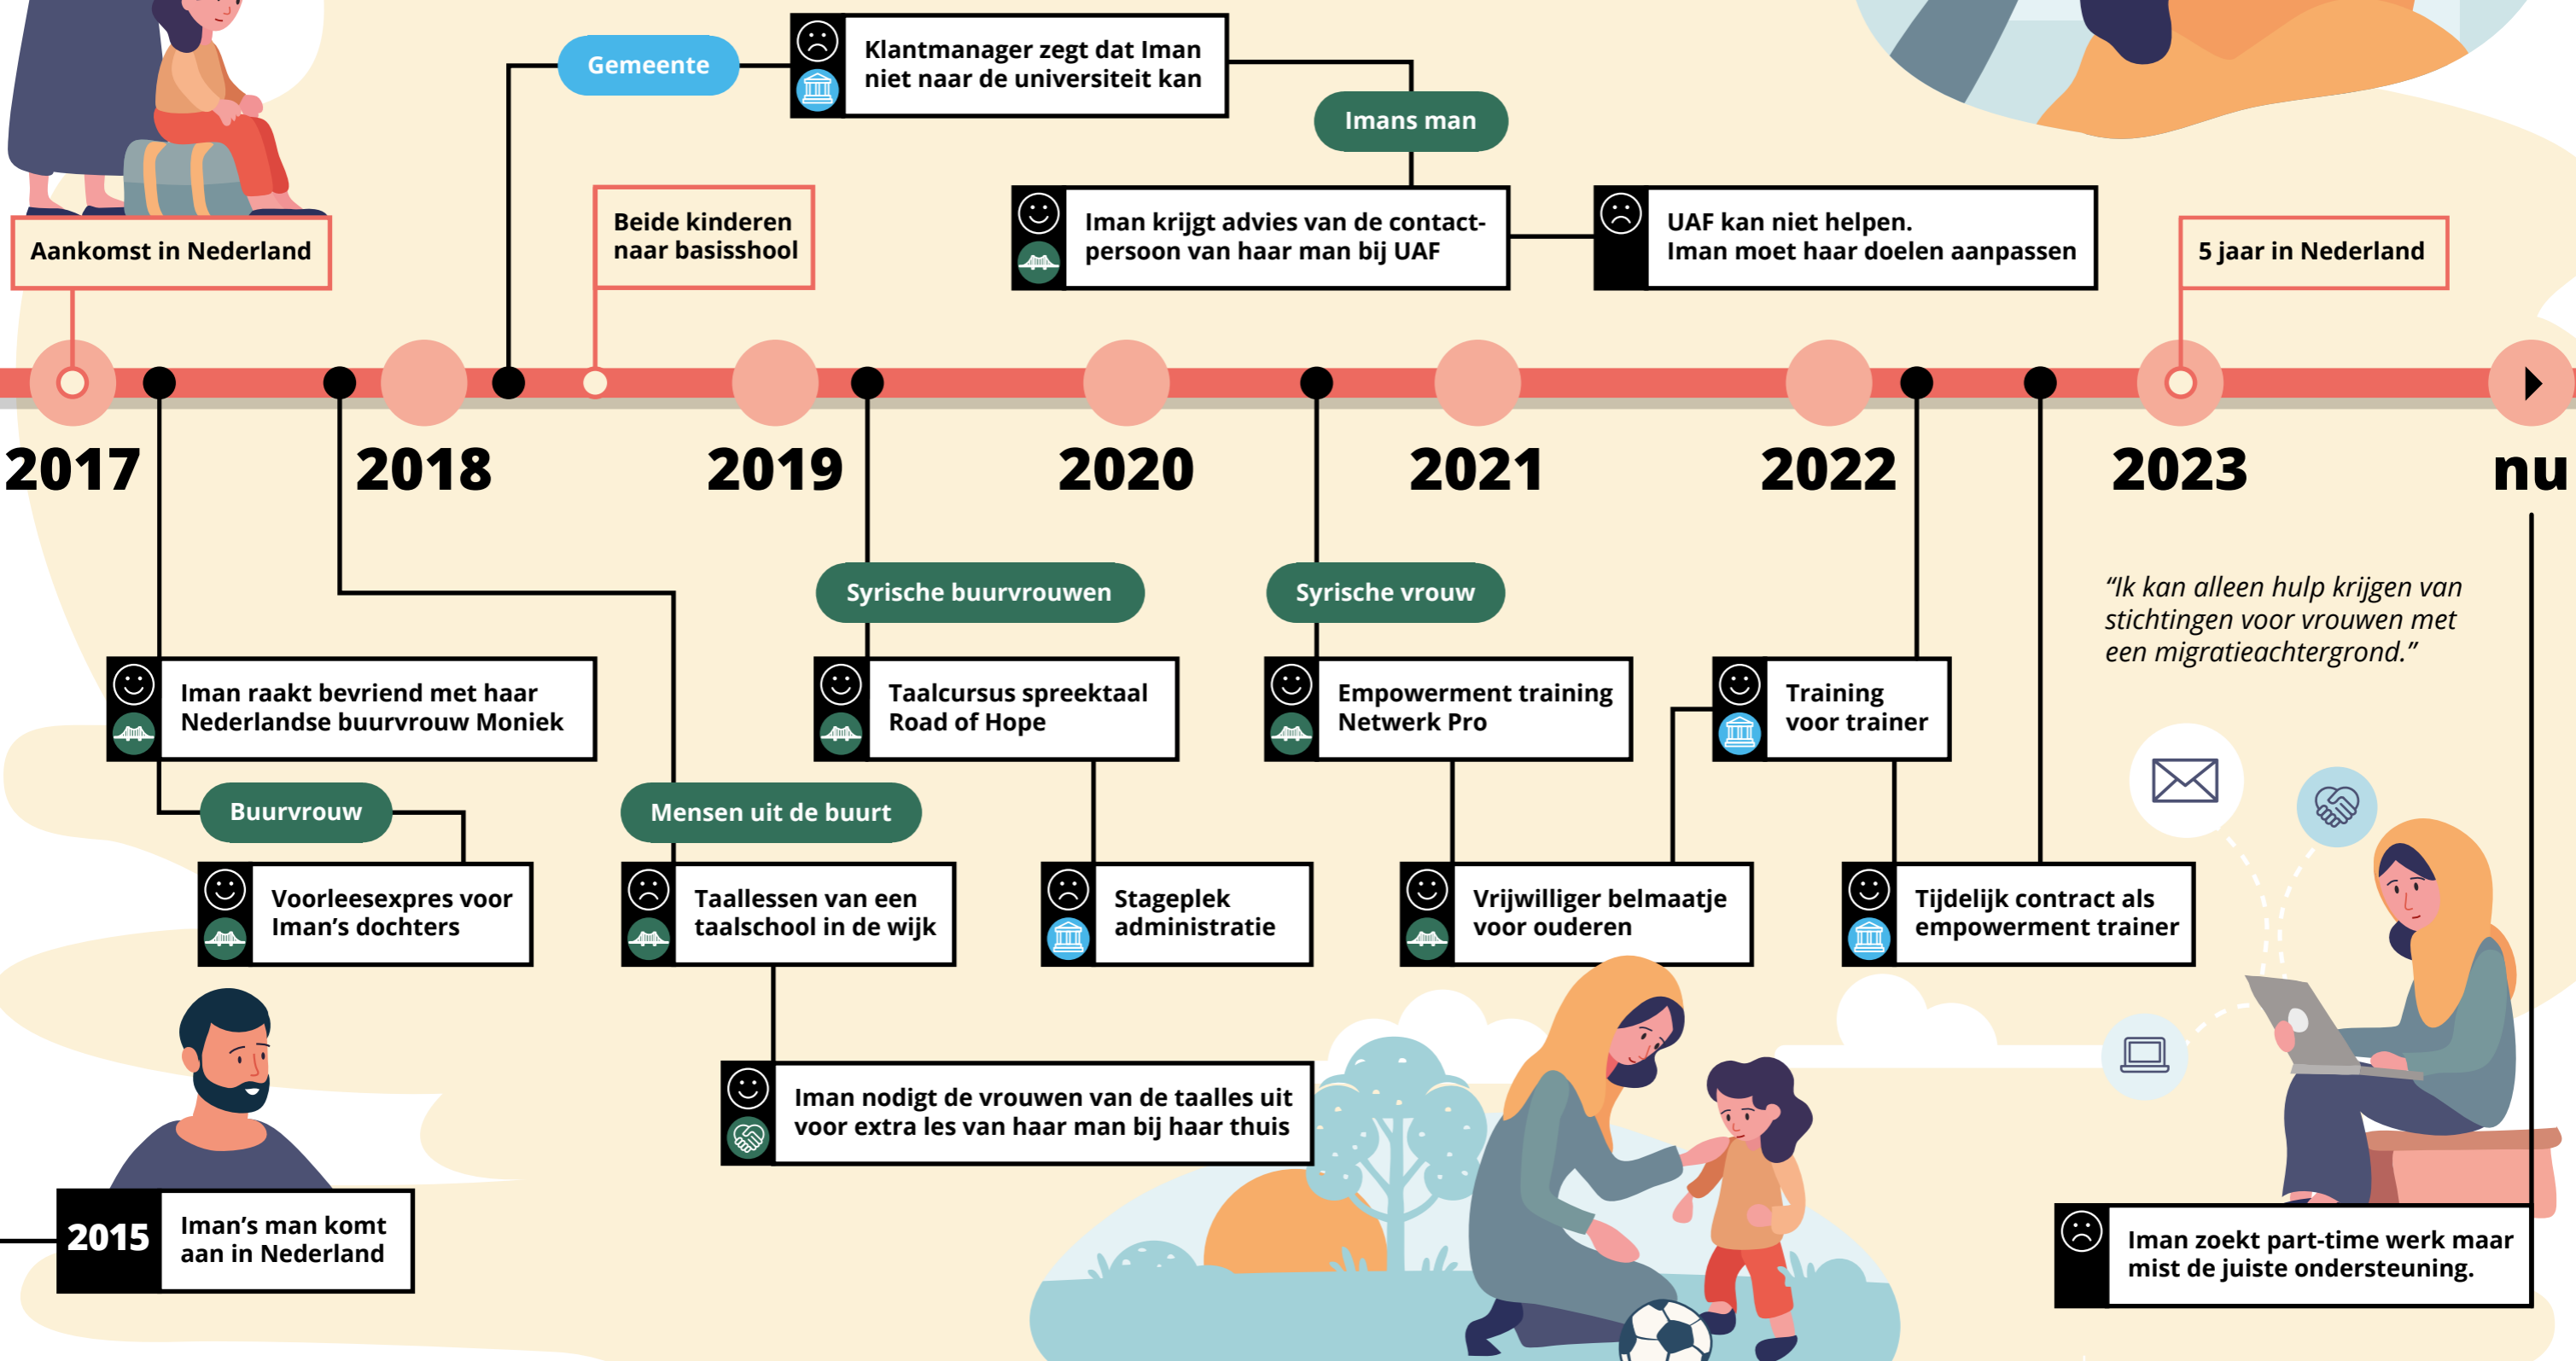 Gemeente
Klantmanager zegt dat Iman
niet naar de universiteit kan
Imans man
Aankomst in Nederland
Beide kinderen
naar basisshool
Iman krijgt advies van de contact-
persoon van haar man bij UAF
UAF kan niet helpen.
Iman moet haar doelen aanpassen
5 jaar in Nederland
2017
2018
2019
2020
2021
2022
2023
nu
Syrische buurvrouwen
Syrische vrouw
“Ik kan alleen hulp krijgen van
stichtingen voor vrouwen met
een migratieachtergrond.”
Iman raakt bevriend met haar
Nederlandse buurvrouw Moniek
Taalcursus spreektaal
Road of Hope
Empowerment training
Netwerk Pro
Training
voor trainer
Buurvrouw
Mensen uit de buurt
Voorleesexpres voor
Iman’s dochters
Taallessen van een
taalschool in de wijk
Stageplek
administratie
Vrijwilliger belmaatje
voor ouderen
Tijdelijk contract als
empowerment trainer
Iman nodigt de vrouwen van de taalles uit
voor extra les van haar man bij haar thuis
2015
Iman’s man komt
aan in Nederland
Iman zoekt part-time werk maar
mist de juiste ondersteuning.